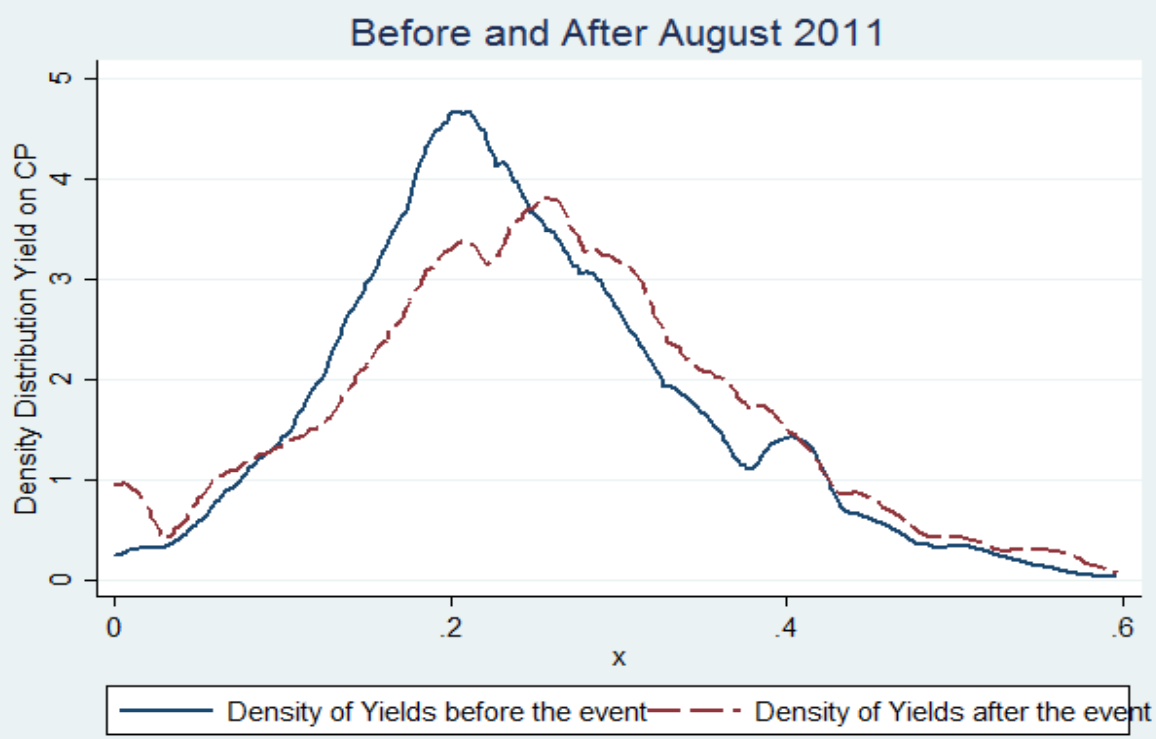 Before and After August 2011
Density Distribution Yield on CP
5
4
3
2
1
0
0 .2 .4 .6
x
Density of Yields before the event Density of Yields after the event